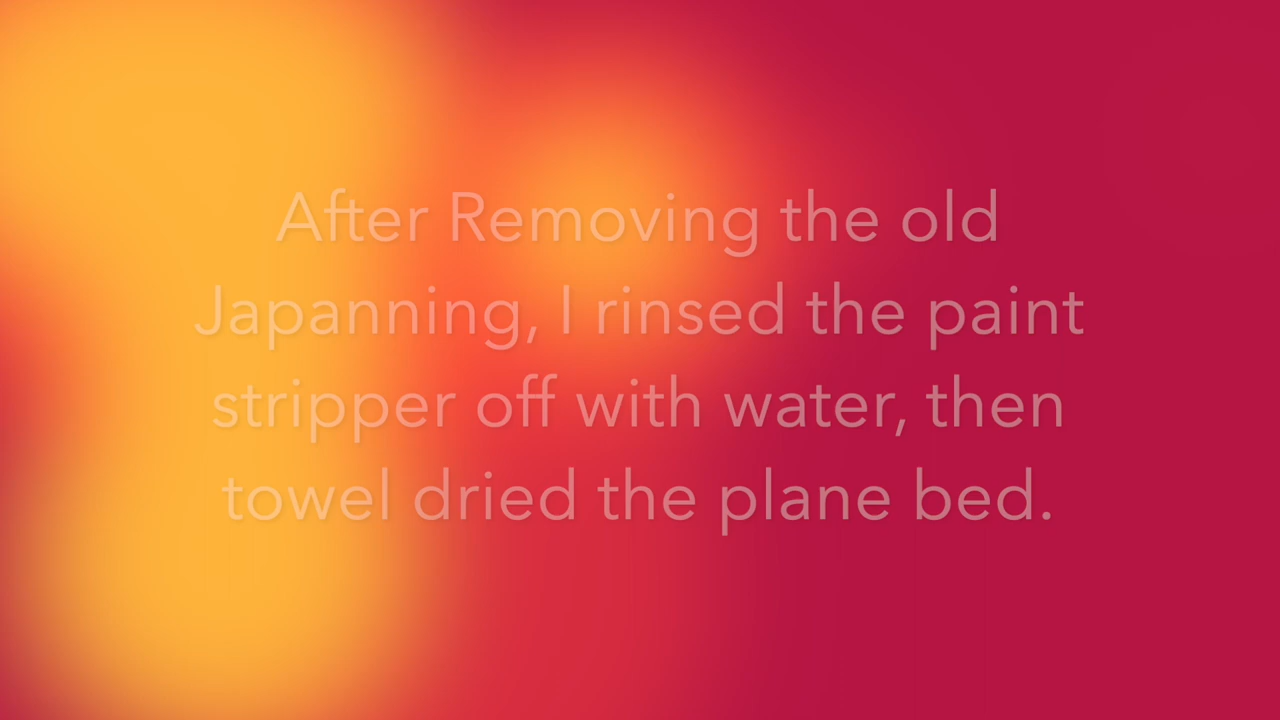 After Removing the old
Japanning, I rinsed the paint
stripper off with water, then
towel dried the plane bed.